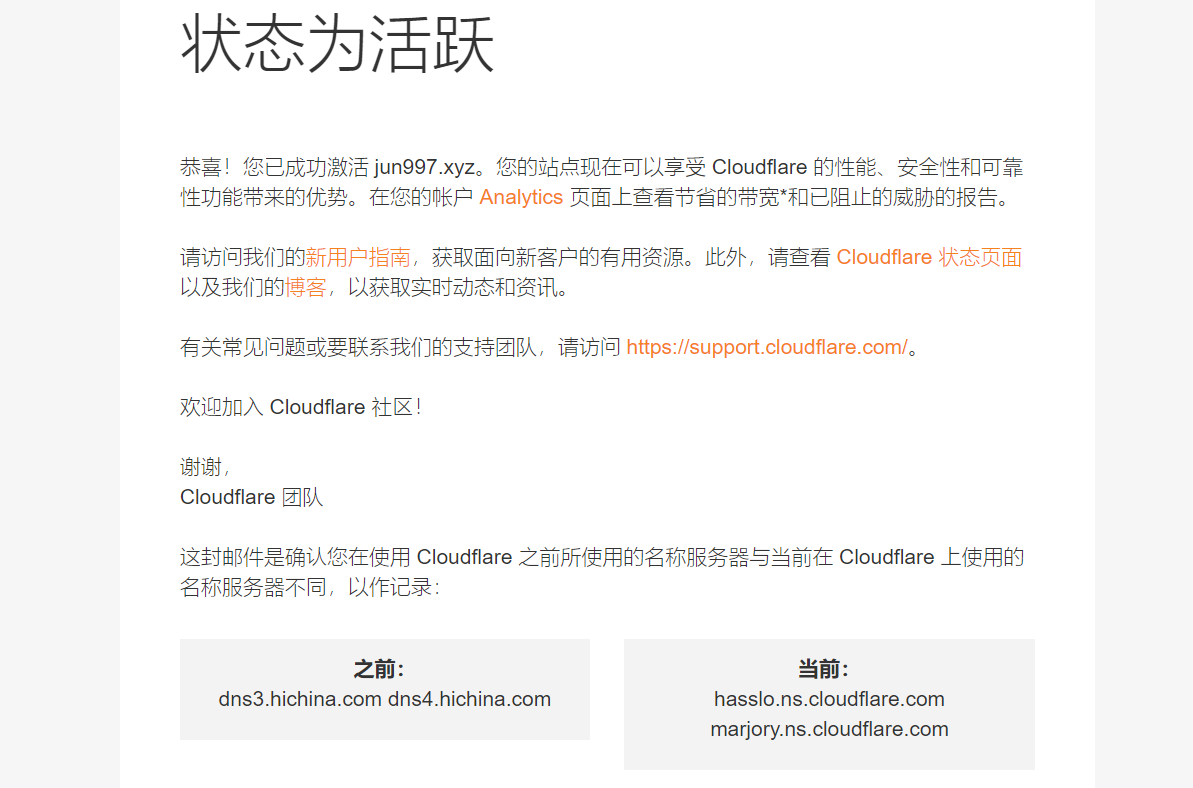 状态为活跃
恭喜！您已成功激活 jun997.xyz。您的站点现在可以享受 Cloudflare 的性能、安全性和可靠
性功能带来的优势。在您的帐户 Analytics 页面上查看节省的带宽*和已阻止的威胁的报告。
请访问我们的新用户指南，获取面向新客户的有用资源。此外，请查看 Cloudflare 状态页面
以及我们的博客，以获取实时动态和资讯。
有关常见问题或要联系我们的支持团队，请访问 https://support.cloudflare.com/。
欢迎加入 Cloudflare 社区！
谢谢，
Cloudflare 团队
这封邮件是确认您在使用 Cloudflare 之前所使用的名称服务器与当前在 Cloudflare 上使用的
名称服务器不同，以作记录：
之前：
dns3.hichina.com dns4.hichina.com
当前：
hasslo.ns.cloudflare.com
marjory.ns.cloudflare.com